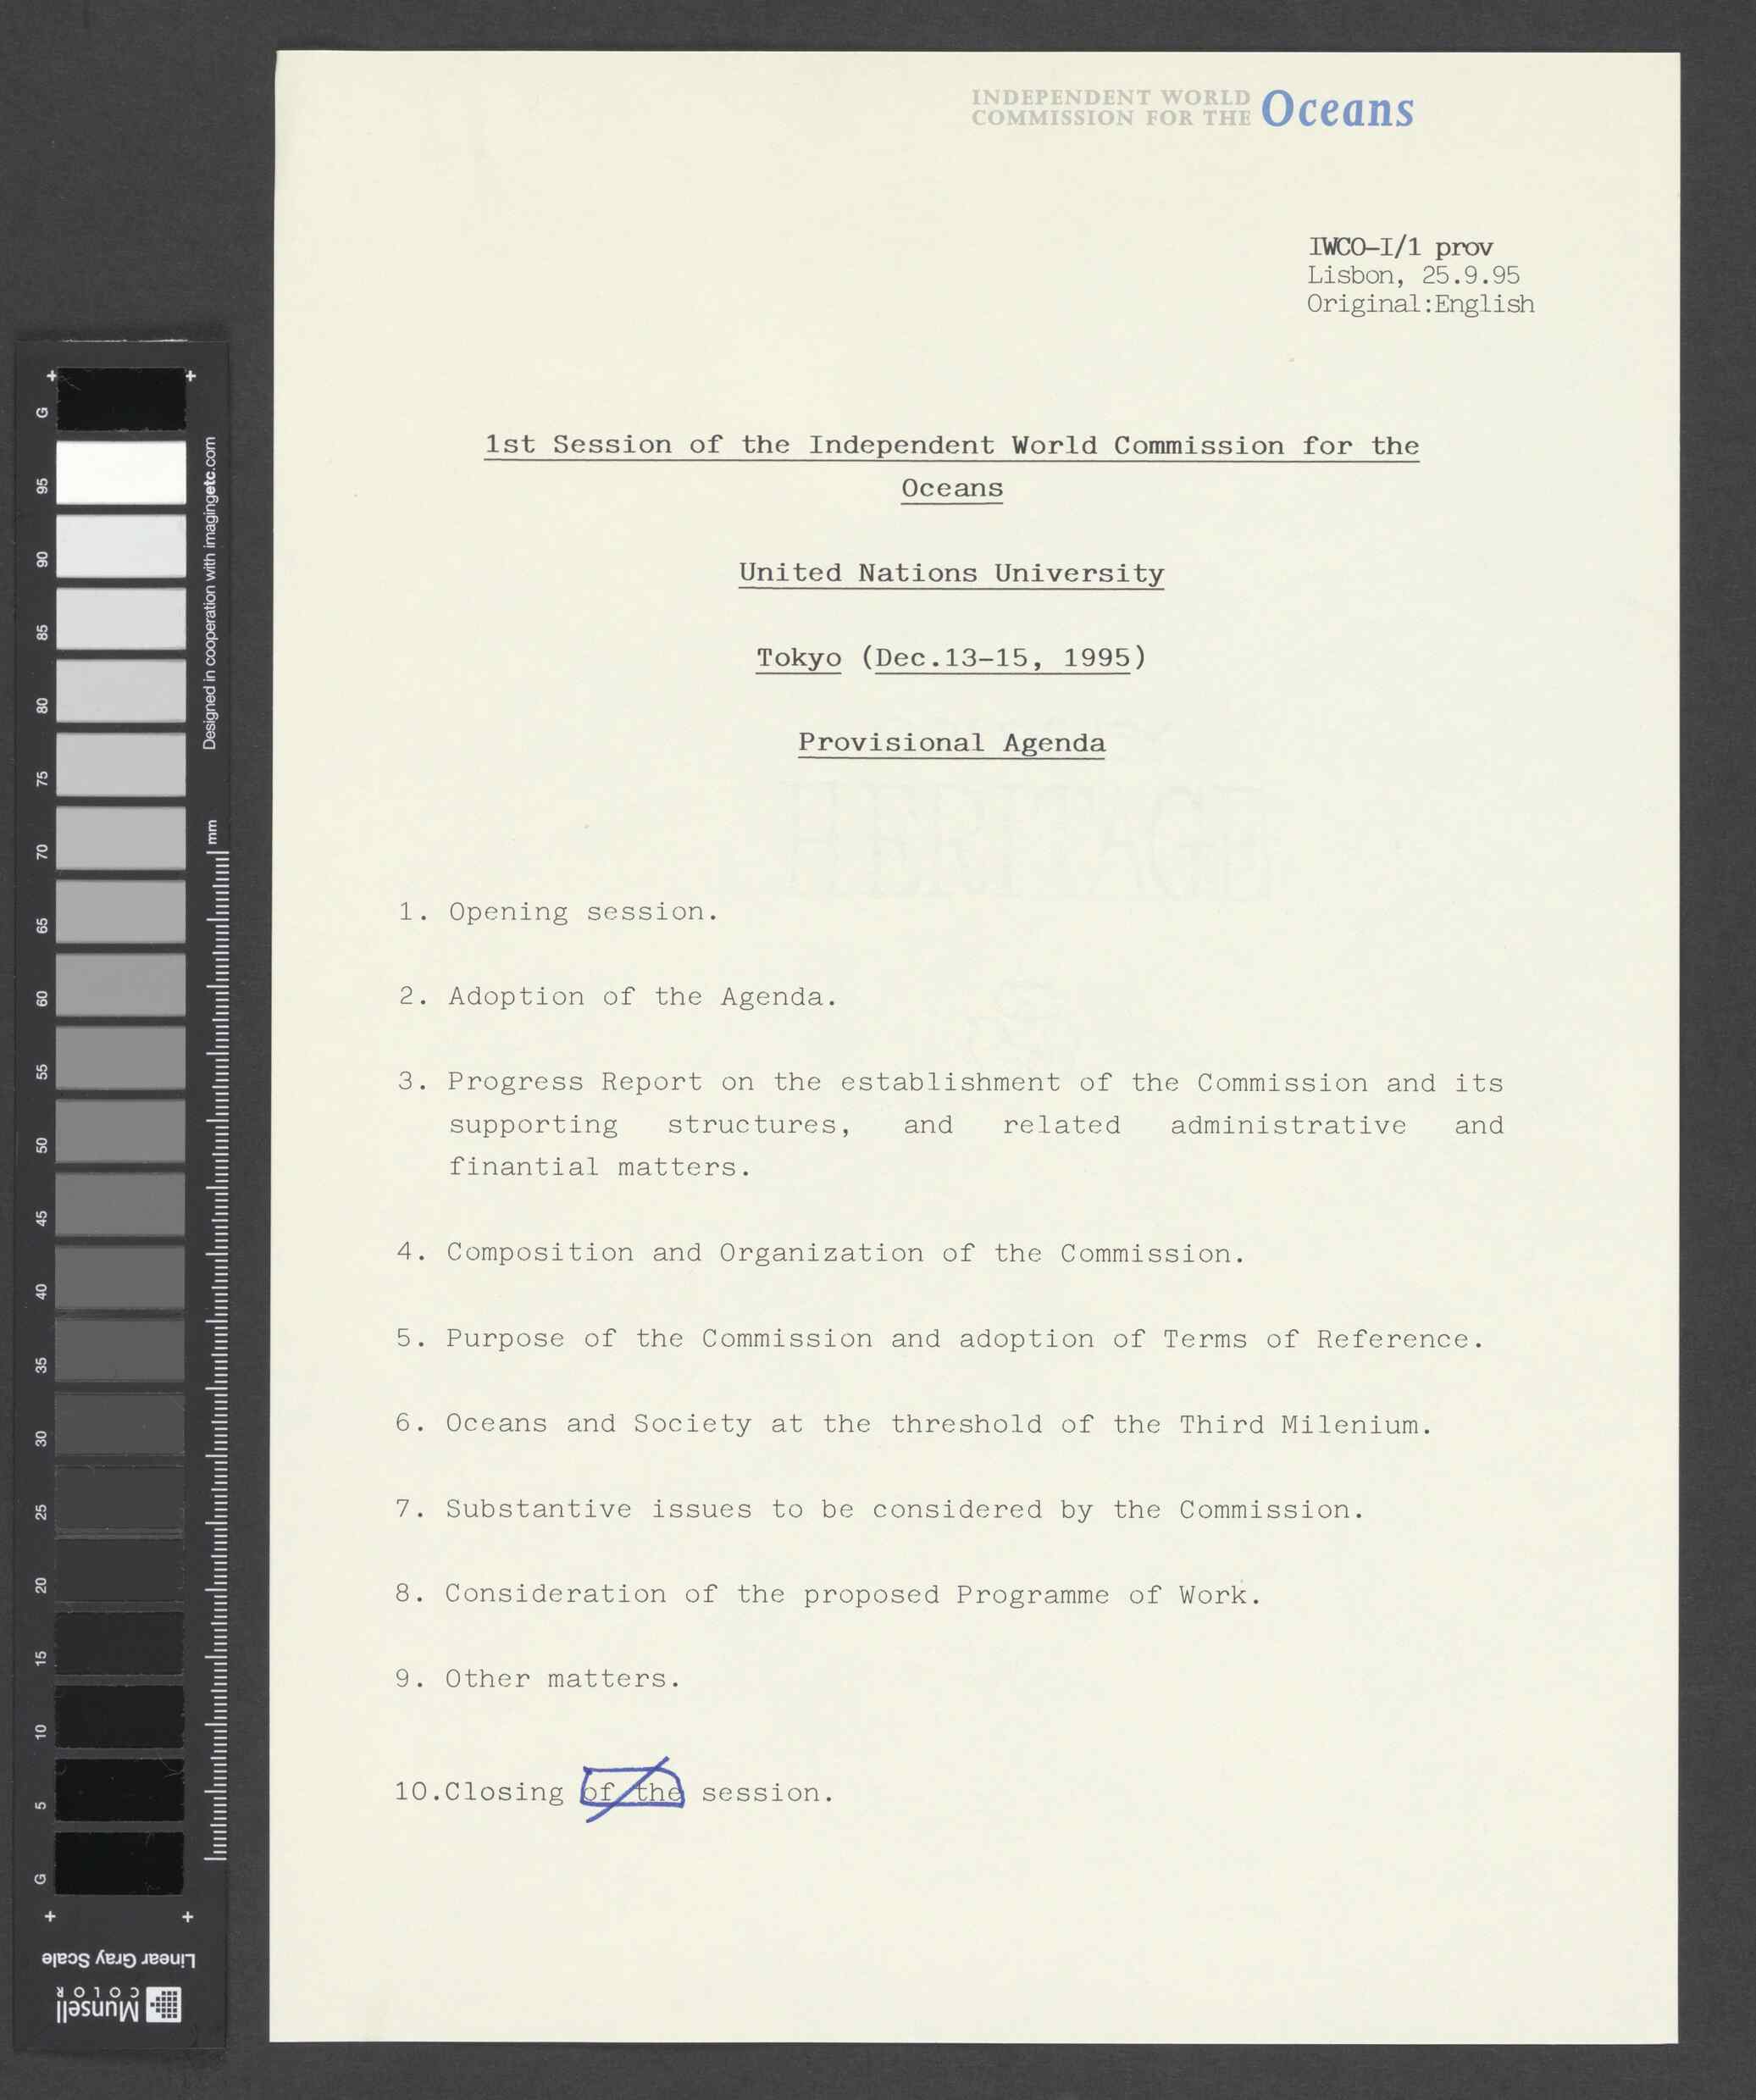 INDEPENDENT WORLD
COMMISSION FOR THE Oceans
IWCO-I/1 prov
Lisbon, 25.9.95
Original:English
1st Session of the Independent World Commission for the
Oceans
United Nations University
Tokyo (Dec.13-15, 1995)
Provisional Agenda
HERITAGE
1. Opening session.
2. Adoption of the Agenda.
3. Progress Report on the establishment of the Commission and its
supporting structures, and related administrative and
finantial matters.
4. Composition and Organization of the Commission.
5. Purpose of the Commission and adoption of Terms of Reference.
6. Oceans and Society at the threshold of the Third Milenium.
7. Substantive issues to be considered by the Commission.
8. Consideration of the proposed Programme of Work.
9. Other matters.
10.Closing of the session.
G
95
90
85
80
75
70
65
60
55
50
45
40
35
30
25
20
15
10
5
G
Designed in cooperation with imagingetc.com
mm
Linear Gray Scale
Munsell
COLOR